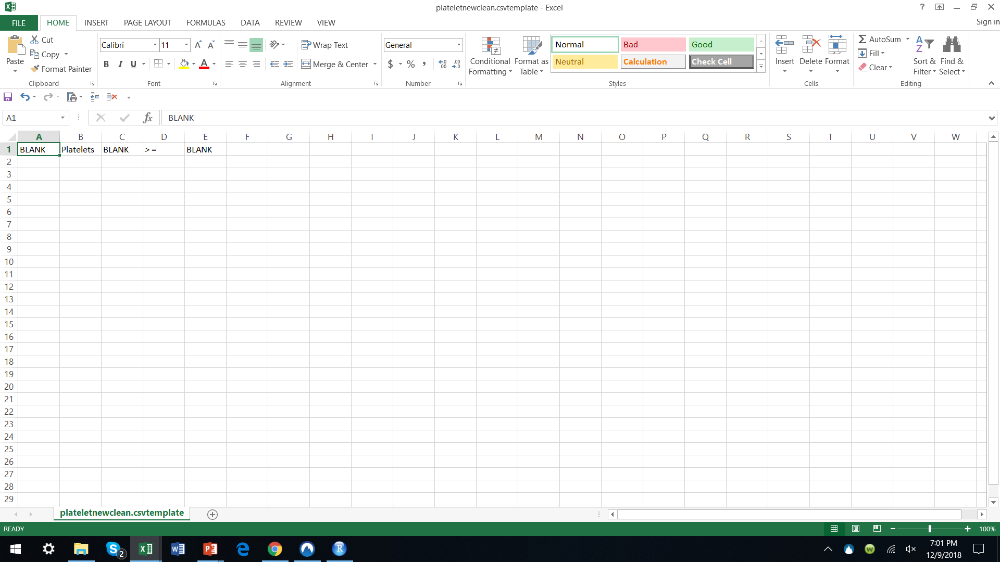 plateletnewclean.csvtemplate - Excel
?
FILE HOME INSERT PAGE LAYOUT FORMULAS DATA REVIEW VIEW
Sign in
Paste
Cut
Copy
Format Painter
Clipboard
Calibri 11
A A
B I U A
Font
Wrap Text
Merge & Center
Alignment
General
$ % ,
Number
Conditional Formatting
Format as Table
Normal Bad Good
Neutral Calculation Check Cell
Styles
Insert Delete Format
Cells
AutoSum
Fill
Clear
Sort & Filter
Find & Select
Editing
A1 fx BLANK
A B C D E F G H I J K L M N O P Q R S T U V W
1 BLANK Platelets BLANK > = BLANK
2
3
4
5
6
7
8
9
10
11
12
13
14
15
16
17
18
19
20
21
22
23
24
25
26
27
28
29
plateletnewclean.csvtemplate
READY
100%
2
7:01 PM
12/9/2018